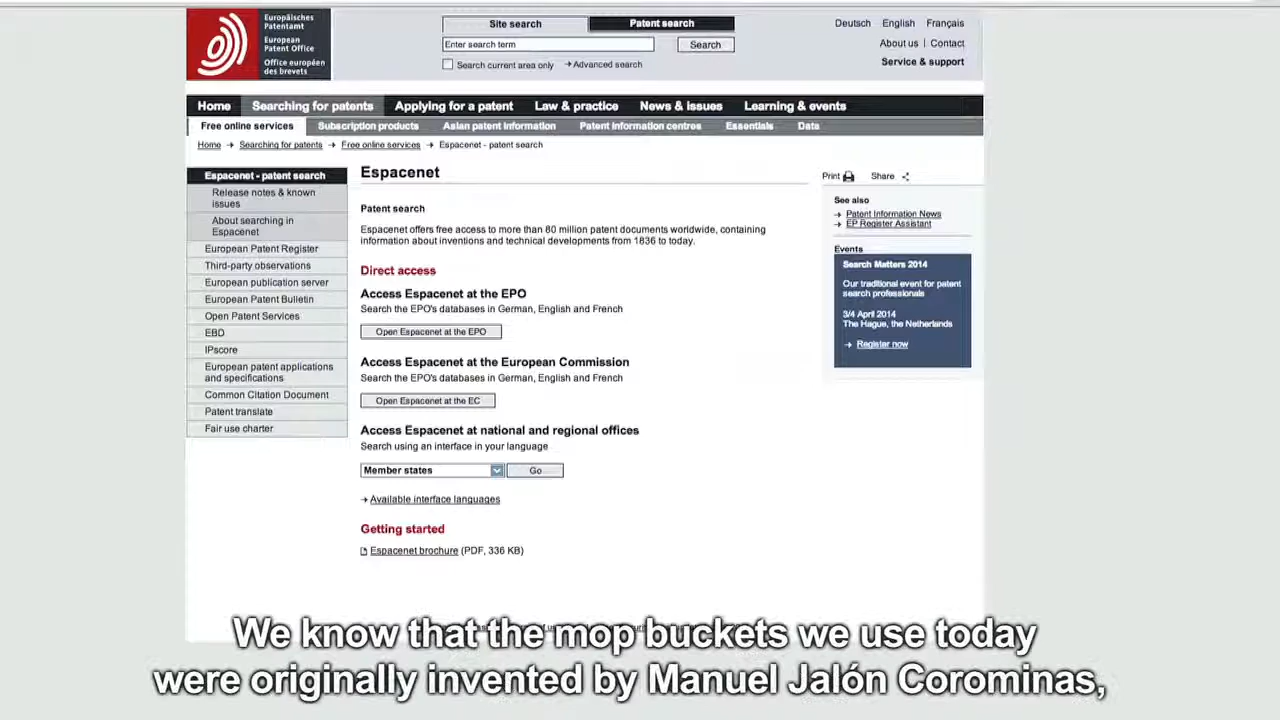 Europäisches
Patentamt
European
Patent Office
Office européen
des brevets
Site search
Patent search
Enter search term
Search
Search current area only
Advanced search
Deutsch English Français
About us | Contact
Service & support
Home Searching for patents Applying for a patent Law & practice News & issues Learning & events
Free online services Subscription products Asian patent information Patent information centres Essentials Data
Home → Searching for patents → Free online services → Espacenet - patent search
Espacenet - patent search
Release notes & known
issues
About searching in
Espacenet
European Patent Register
Third-party observations
European publication server
European Patent Bulletin
Open Patent Services
EBD
IPscore
European patent applications
and specifications
Common Citation Document
Patent translate
Fair use charter
Espacenet
Patent search
Espacenet offers free access to more than 80 million patent documents worldwide, containing
information about inventions and technical developments from 1836 to today.
Direct access
Access Espacenet at the EPO
Search the EPO's databases in German, English and French
Open Espacenet at the EPO
Access Espacenet at the European Commission
Search the EPO's databases in German, English and French
Open Espacenet at the EC
Access Espacenet at national and regional offices
Search using an interface in your language
Member states
Go
→ Available interface languages
Getting started
Espacenet brochure (PDF, 336 KB)
Print
Share
See also
→ Patent Information News
→ EP Register Assistant
Events
Search Matters 2014
Our traditional event for patent
search professionals
3/4 April 2014
The Hague, the Netherlands
→ Register now
We know that the mop buckets we use today
were originally invented by Manuel Jalón Corominas,